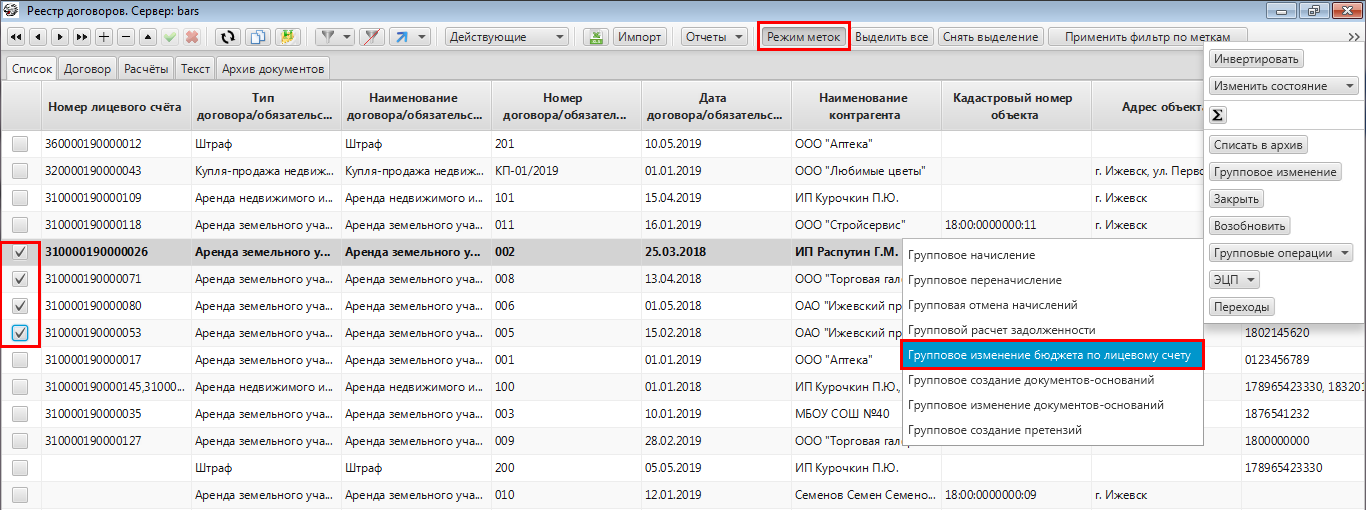 Реестр договоров. Сервер: bars
Действующие Импорт Отчеты Режим меток Выделить все Снять выделение Применить фильтр по меткам
Список Договор Расчёты Текст Архив документов
Номер лицевого счёта Тип договора/обязательс... Наименование договора/обязательс... Номер договора/обязател... Дата договора/обязательс... Наименование контрагента Кадастровый номер объекта Адрес объекта
360000190000012 Штраф Штраф 201 10.05.2019 ООО "Аптека"
320000190000043 Купля-продажа недвиж... Купля-продажа недвиж... КП-01/2019 01.01.2019 ООО "Любимые цветы" г. Ижевск, ул. Перво
310000190000109 Аренда недвижимого и... Аренда недвижимого и... 101 15.04.2019 ИП Курочкин П.Ю. г. Ижевск
310000190000118 Аренда земельного уча... Аренда земельного уча... 011 16.01.2019 ООО "Стройсервис" 18:00:0000000:11 г. Ижевск
310000190000026 Аренда земельного у... Аренда земельного у... 002 25.03.2018 ИП Распутин Г.М.
310000190000071 Аренда земельного уча... Аренда земельного уча... 008 13.04.2018 ООО "Торговая гале
310000190000080 Аренда земельного уча... Аренда земельного уча... 006 01.05.2018 ОАО "Ижевский пр
310000190000053 Аренда земельного уча... Аренда земельного уча... 005 15.02.2018 ОАО "Ижевский пр 1802145620
310000190000017 Аренда земельного уча... Аренда земельного уча... 001 01.01.2019 ООО "Аптека" 0123456789
310000190000145,31000... Аренда недвижимого и... Аренда недвижимого и... 100 01.01.2018 ИП Курочкин П.Ю., 178965423330, 183201
310000190000035 Аренда земельного уча... Аренда земельного уча... 003 10.01.2019 МБОУ СОШ №40 1876541232
310000190000127 Аренда земельного уча... Аренда земельного уча... 009 28.02.2019 ООО "Торговая гале 1800000000
Штраф Штраф 200 05.05.2019 ИП Курочкин П.Ю. 178965423330
Аренда земельного уча... Аренда земельного уча... 010 12.01.2019 Семенов Семен Семено... 18:00:0000000:09 г. Ижевск
Групповое начисление
Групповое переначисление
Групповая отмена начислений
Групповой расчет задолженности
Групповое изменение бюджета по лицевому счету
Групповое создание документов-оснований
Групповое изменение документов-оснований
Групповое создание претензий
Инвертировать
Изменить состояние
Σ
Списать в архив
Групповое изменение
Закрыть
Возобновить
Групповые операции
ЭЦП
Переходы